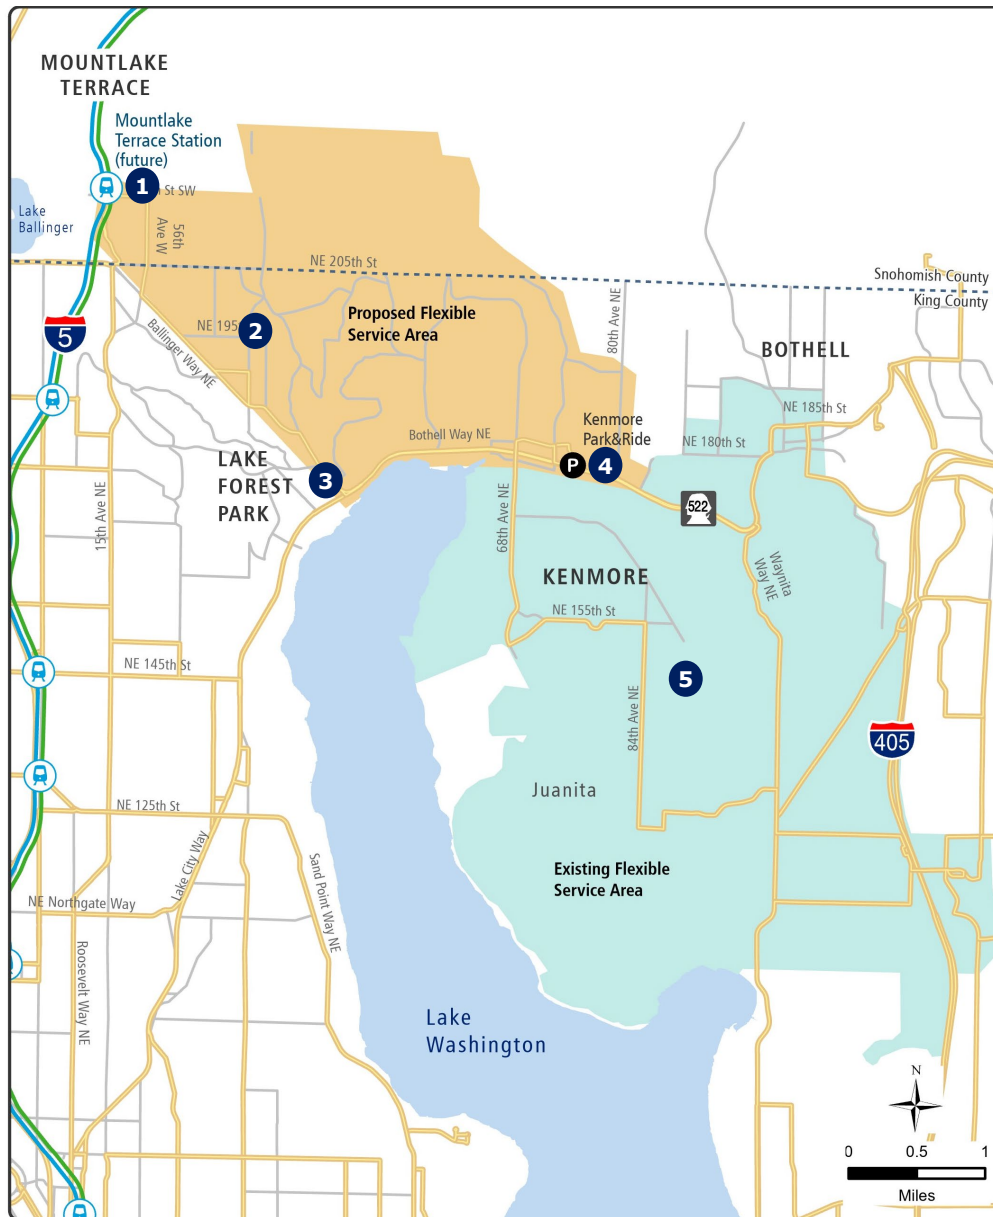 MOUNTLAKE
TERRACE
Mountlake
Terrace Station
(future)
1
St SW
Lake
Ballinger
56th
Ave W
NE 205th St
Snohomish County
King County
5
Ballinger Way NE
NE 195
2
Proposed Flexible
Service Area
80th Ave NE
BOTHELL
NE 185th St
Kenmore
Park&Ride
NE 180th St
Bothell Way NE
P
4
LAKE
FOREST
PARK
3
522
15th Ave NE
68th Ave NE
Waynita
Way NE
KENMORE
NE 155th St
NE 145th St
5
84th Ave NE
405
Juanita
NE 125th St
Lake City Way
Sand Point Way NE
Existing Flexible
Service Area
NE Northgate Way
Roosevelt Way NE
Lake
Washington
N
0 0.5 1
Miles